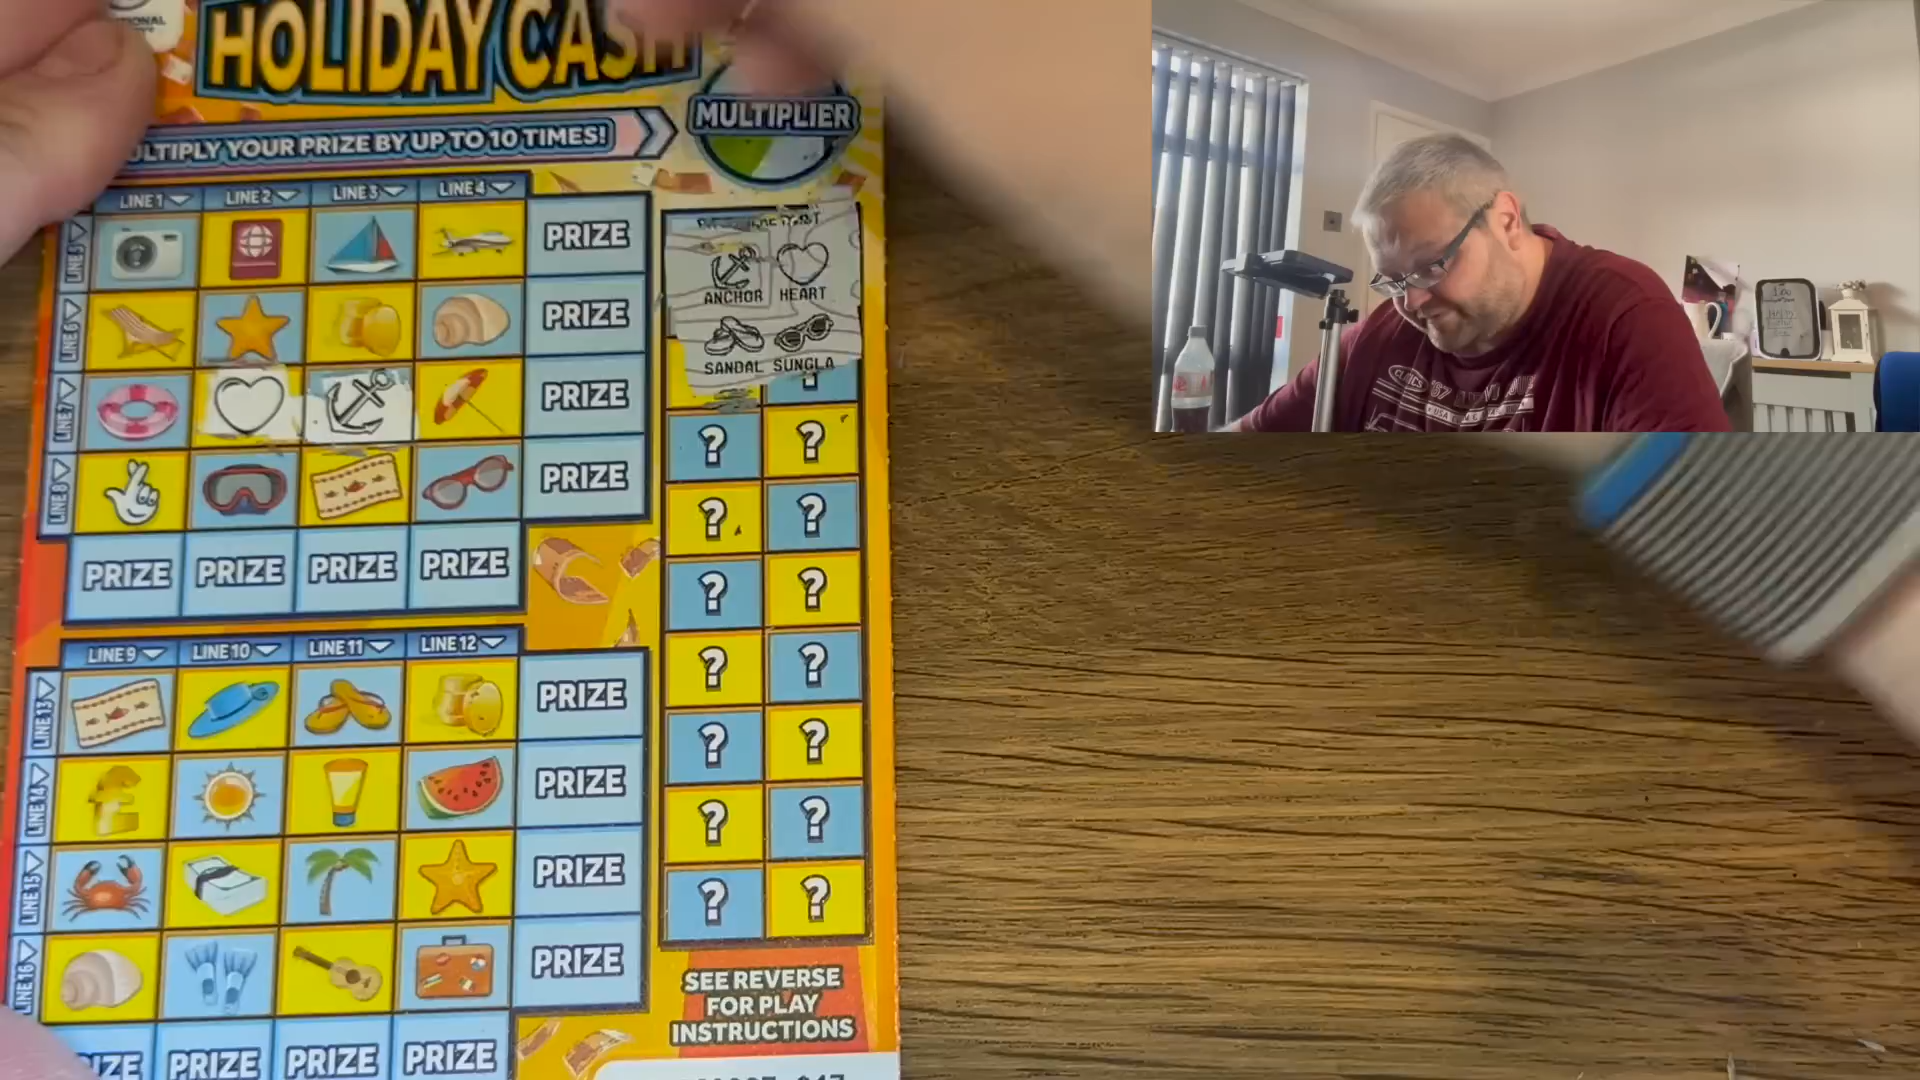 HOLIDAY CASH
MULTIPLIER
MULTIPLY YOUR PRIZE BY UP TO 10 TIMES!
LINE 1 LINE 2 LINE 3 LINE 4
LINE 5 PRIZE
LINE 6 PRIZE
LINE 7 PRIZE
LINE 8 PRIZE
PRIZE PRIZE PRIZE PRIZE
ANCHOR HEART
SANDAL SUNGLA
?
? ?
? ?
? ?
? ?
? ?
? ?
? ?
LINE 9 LINE 10 LINE 11 LINE 12
LINE 13 PRIZE
LINE 14 £ PRIZE
LINE 15 PRIZE
LINE 16 PRIZE
IZE PRIZE PRIZE PRIZE
SEE REVERSE
FOR PLAY
INSTRUCTIONS